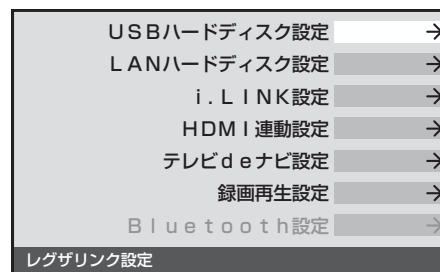 ＵＳＢハードディスク設定 →
ＬＡＮハードディスク設定 →
ｉ．ＬＩＮＫ設定 →
ＨＤＭＩ連動設定 →
テレビｄｅナビ設定 →
録画再生設定 →
Ｂｌｕｅｔｏｏｔｈ設定 →
レグザリンク設定